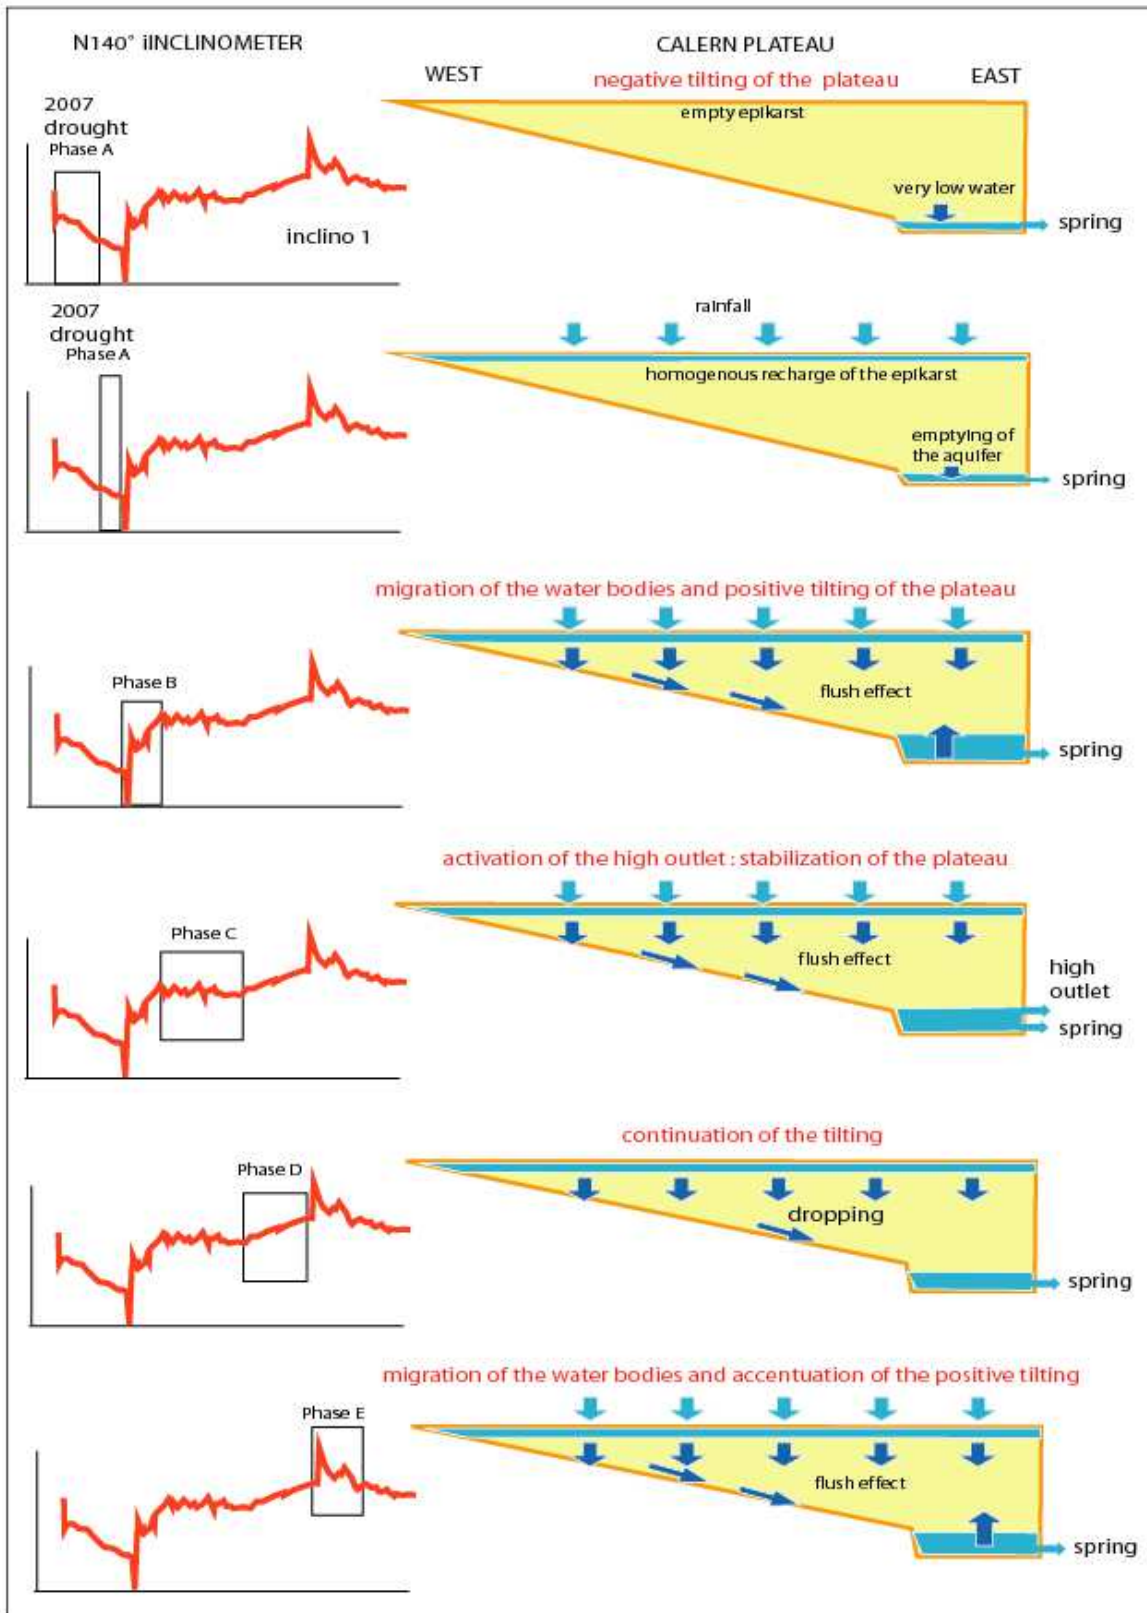 N140° iINCLINOMETER
CALERN PLATEAU
WEST
negative tilting of the plateau
EAST
empty epikarst
2007
drought
Phase A
very low water
spring
inclino 1
2007
drought
Phase A
rainfall
homogenous recharge of the epikarst
emptying of
the aquifer
spring
migration of the water bodies and positive tilting of the plateau
Phase B
flush effect
spring
activation of the high outlet : stabilization of the plateau
Phase C
flush effect
high
outlet
spring
continuation of the tilting
Phase D
dropping
spring
migration of the water bodies and accentuation of the positive tilting
Phase E
flush effect
spring